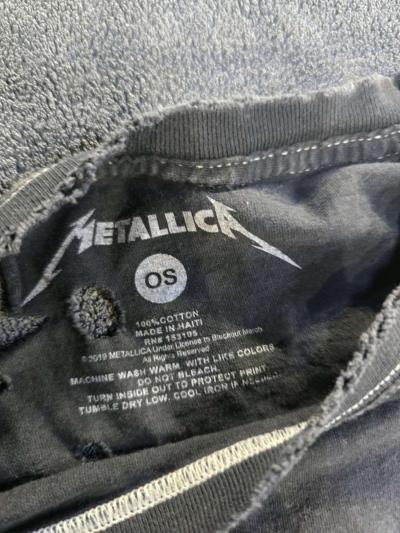 METALLICA
OS
100% COTTON
MADE IN HAITI
RN# 153195
©2019 METALLICA Under License to Blackout Merch
All Rights Reserved
MACHINE WASH WARM WITH LIKE COLORS
DO NOT BLEACH.
TURN INSIDE OUT TO PROTECT PRINT
TUMBLE DRY LOW. COOL IRON IF NEEDED.